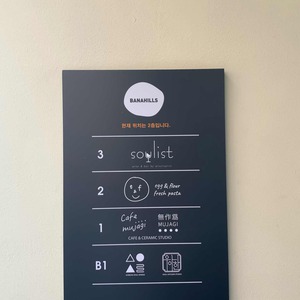 BANAHILLS
현재 위치는 2층입니다.
3
soulist
2
egg & flour
fresh pasta
1
Cafe
mujagi
無作爲
MUJAGI
CAFE & CERAMIC STUDIO
B1